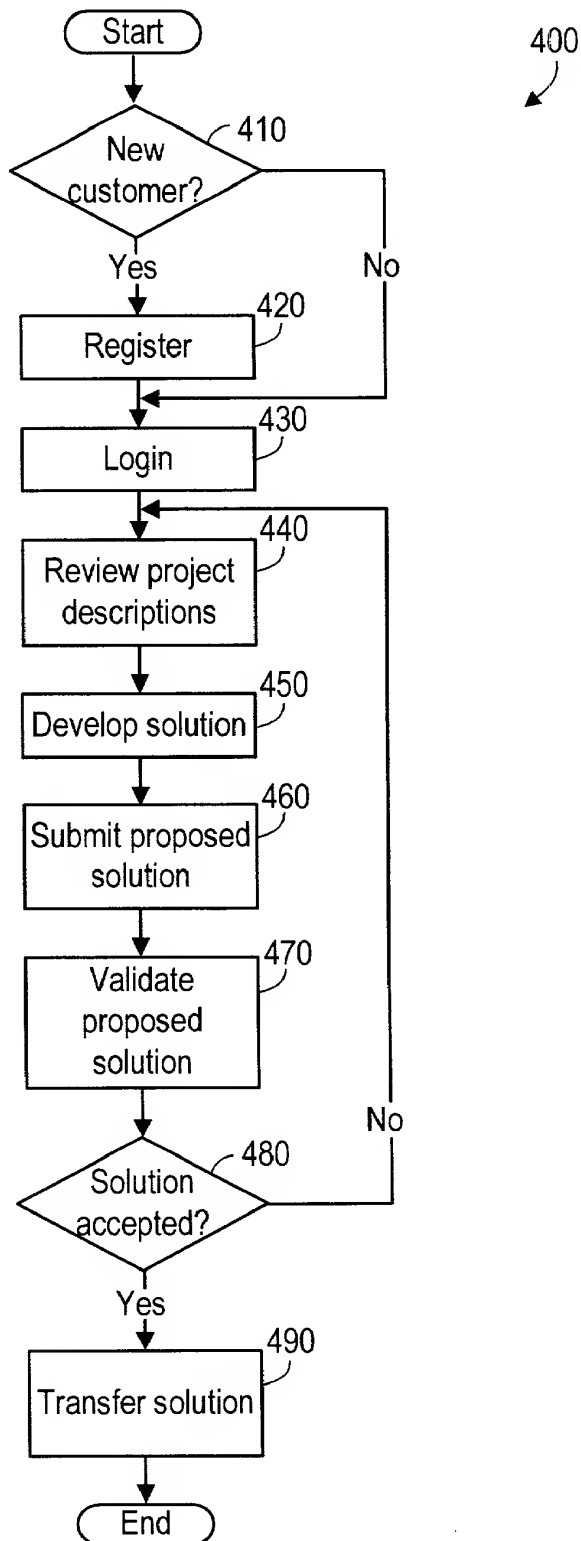 Start
400
410
New
customer?
Yes
No
420
Register
430
Login
440
Review project
descriptions
450
Develop solution
460
Submit proposed
solution
470
Validate
proposed
solution
No
480
Solution
accepted?
Yes
490
Transfer solution
End